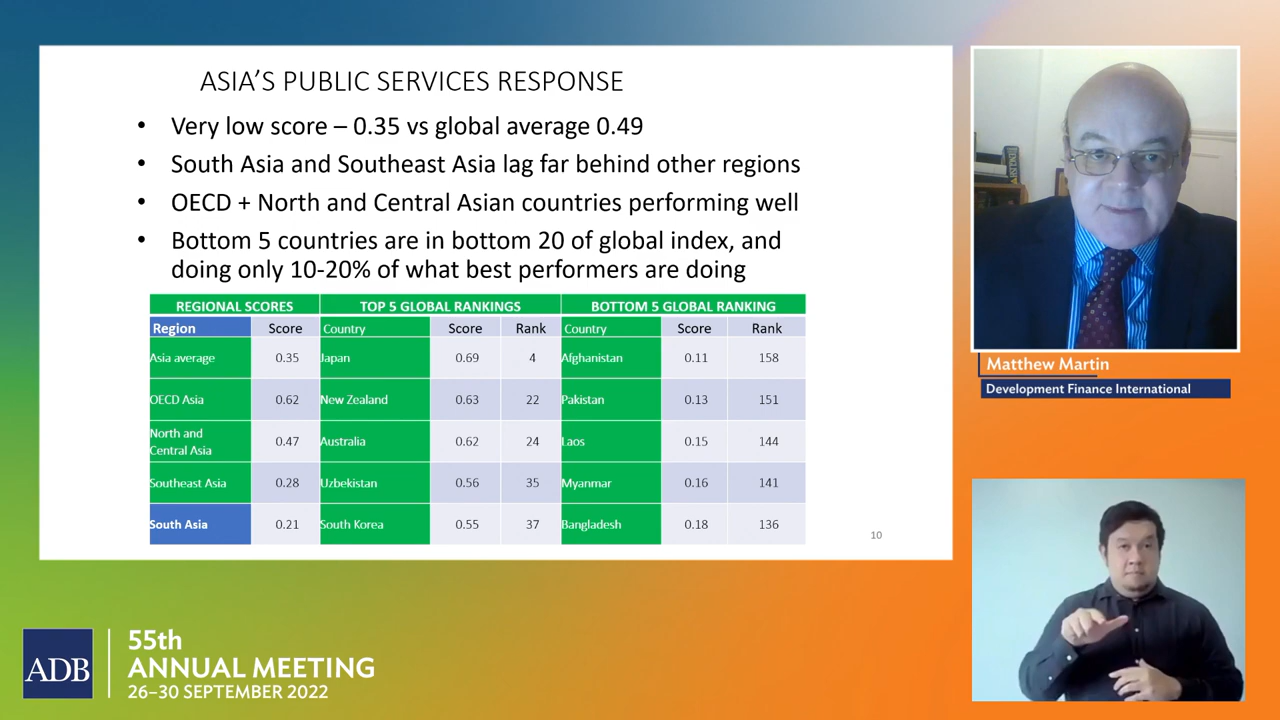 ASIA'S PUBLIC SERVICES RESPONSE
• Very low score – 0.35 vs global average 0.49
• South Asia and Southeast Asia lag far behind other regions
• OECD + North and Central Asian countries performing well
• Bottom 5 countries are in bottom 20 of global index, and
doing only 10-20% of what best performers are doing
REGIONAL SCORES TOP 5 GLOBAL RANKINGS BOTTOM 5 GLOBAL RANKING
Region Score Country Score Rank Country Score Rank
Asia average 0.35 Japan 0.69 4 Afghanistan 0.11 158
OECD Asia 0.62 New Zealand 0.63 22 Pakistan 0.13 151
North and
Central Asia 0.47 Australia 0.62 24 Laos 0.15 144
Southeast Asia 0.28 Uzbekistan 0.56 35 Myanmar 0.16 141
South Asia 0.21 South Korea 0.55 37 Bangladesh 0.18 136
10
ENGLISH
Matthew Martin
Development Finance International
ADB
55th
ANNUAL MEETING
26–30 SEPTEMBER 2022